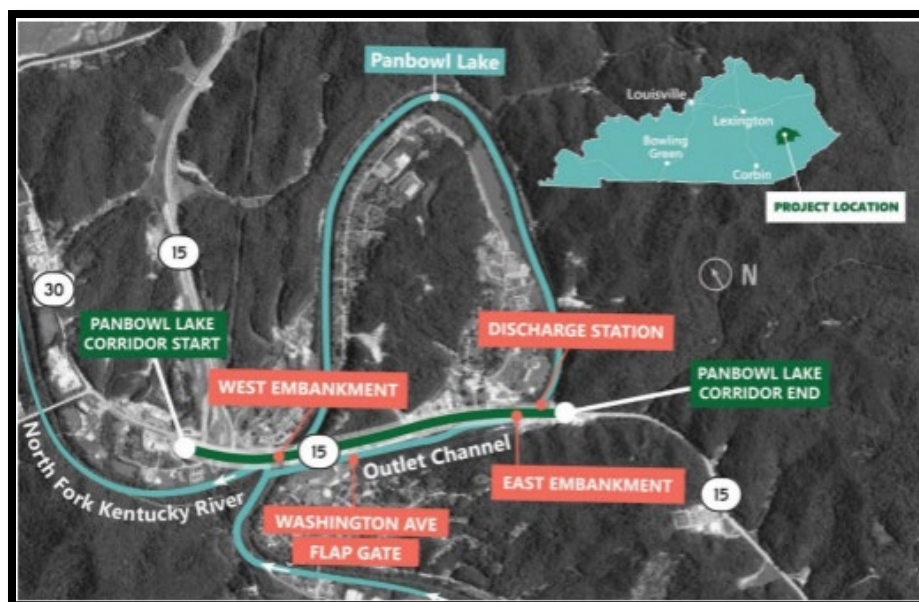 Panbowl Lake
Louisville
Lexington
Bowling
Green
Corbin
PROJECT LOCATION
15
N
30
PANBOWL LAKE
CORRIDOR START
DISCHARGE STATION
WEST EMBANKMENT
PANBOWL LAKE
CORRIDOR END
15
Outlet Channel
North Fork Kentucky River
EAST EMBANKMENT
15
WASHINGTON AVE
FLAP GATE